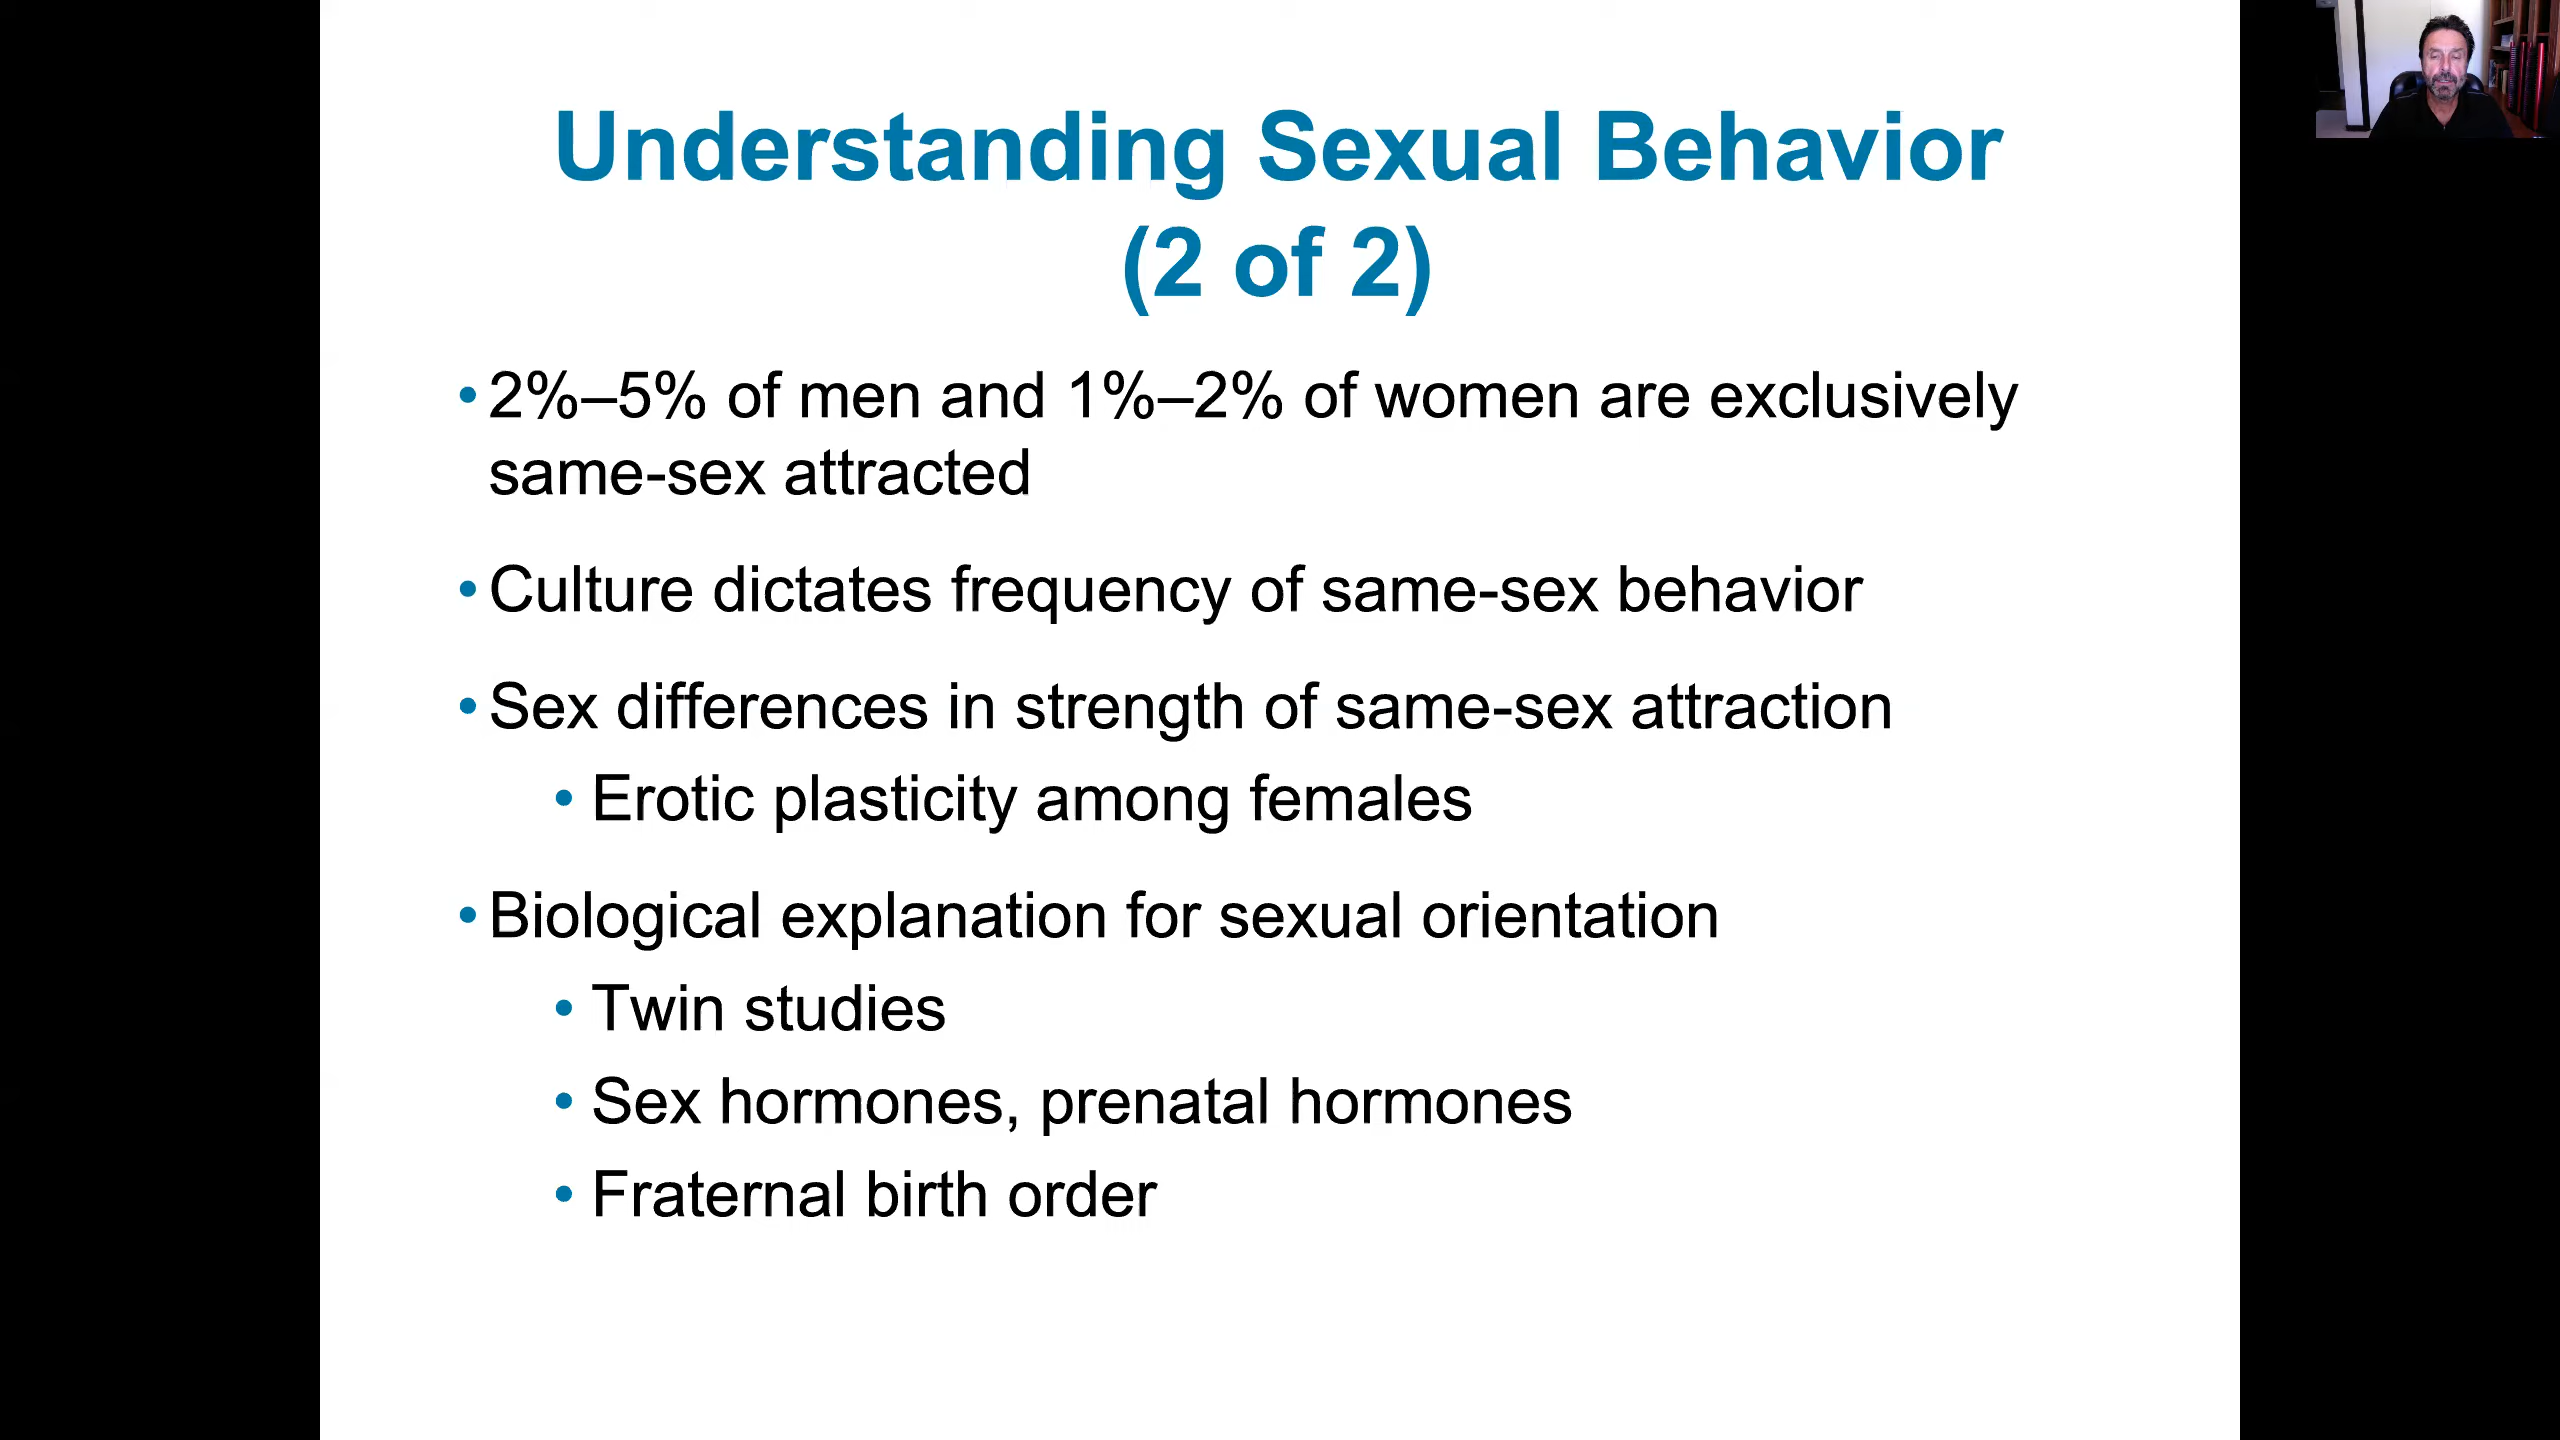 Understanding Sexual Behavior
(2 of 2)
•2%–5% of men and 1%–2% of women are exclusively
same-sex attracted
•Culture dictates frequency of same-sex behavior
•Sex differences in strength of same-sex attraction
• Erotic plasticity among females
•Biological explanation for sexual orientation
• Twin studies
• Sex hormones, prenatal hormones
• Fraternal birth order